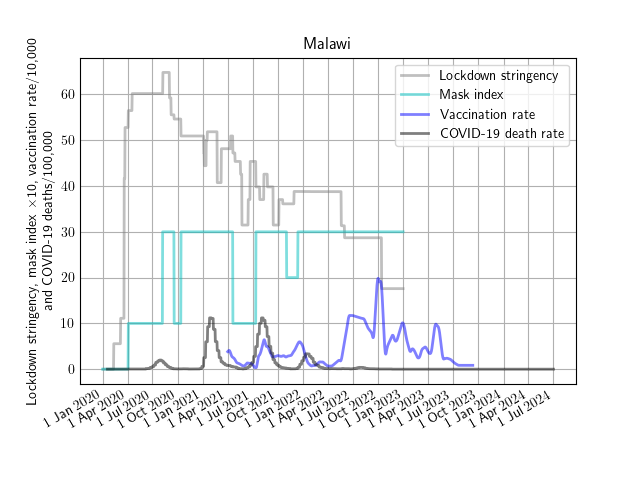 Malawi
Lockdown stringency, mask index ×10, vaccination rate/10,000
and COVID-19 deaths/100,000
60
50
40
30
20
10
0
Lockdown stringency
Mask index
Vaccination rate
COVID-19 death rate
1 Jan 2020
1 Apr 2020
1 Jul 2020
1 Oct 2020
1 Jan 2021
1 Apr 2021
1 Jul 2021
1 Oct 2021
1 Jan 2022
1 Apr 2022
1 Jul 2022
1 Oct 2022
1 Jan 2023
1 Apr 2023
1 Jul 2023
1 Oct 2023
1 Jan 2024
1 Apr 2024
1 Jul 2024